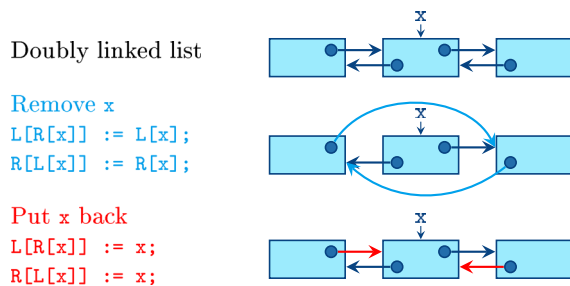 x
Doubly linked list
Remove x
x
L[R[x]] := L[x];
R[L[x]] := R[x];
Put x back
x
L[R[x]] := x;
R[L[x]] := x;